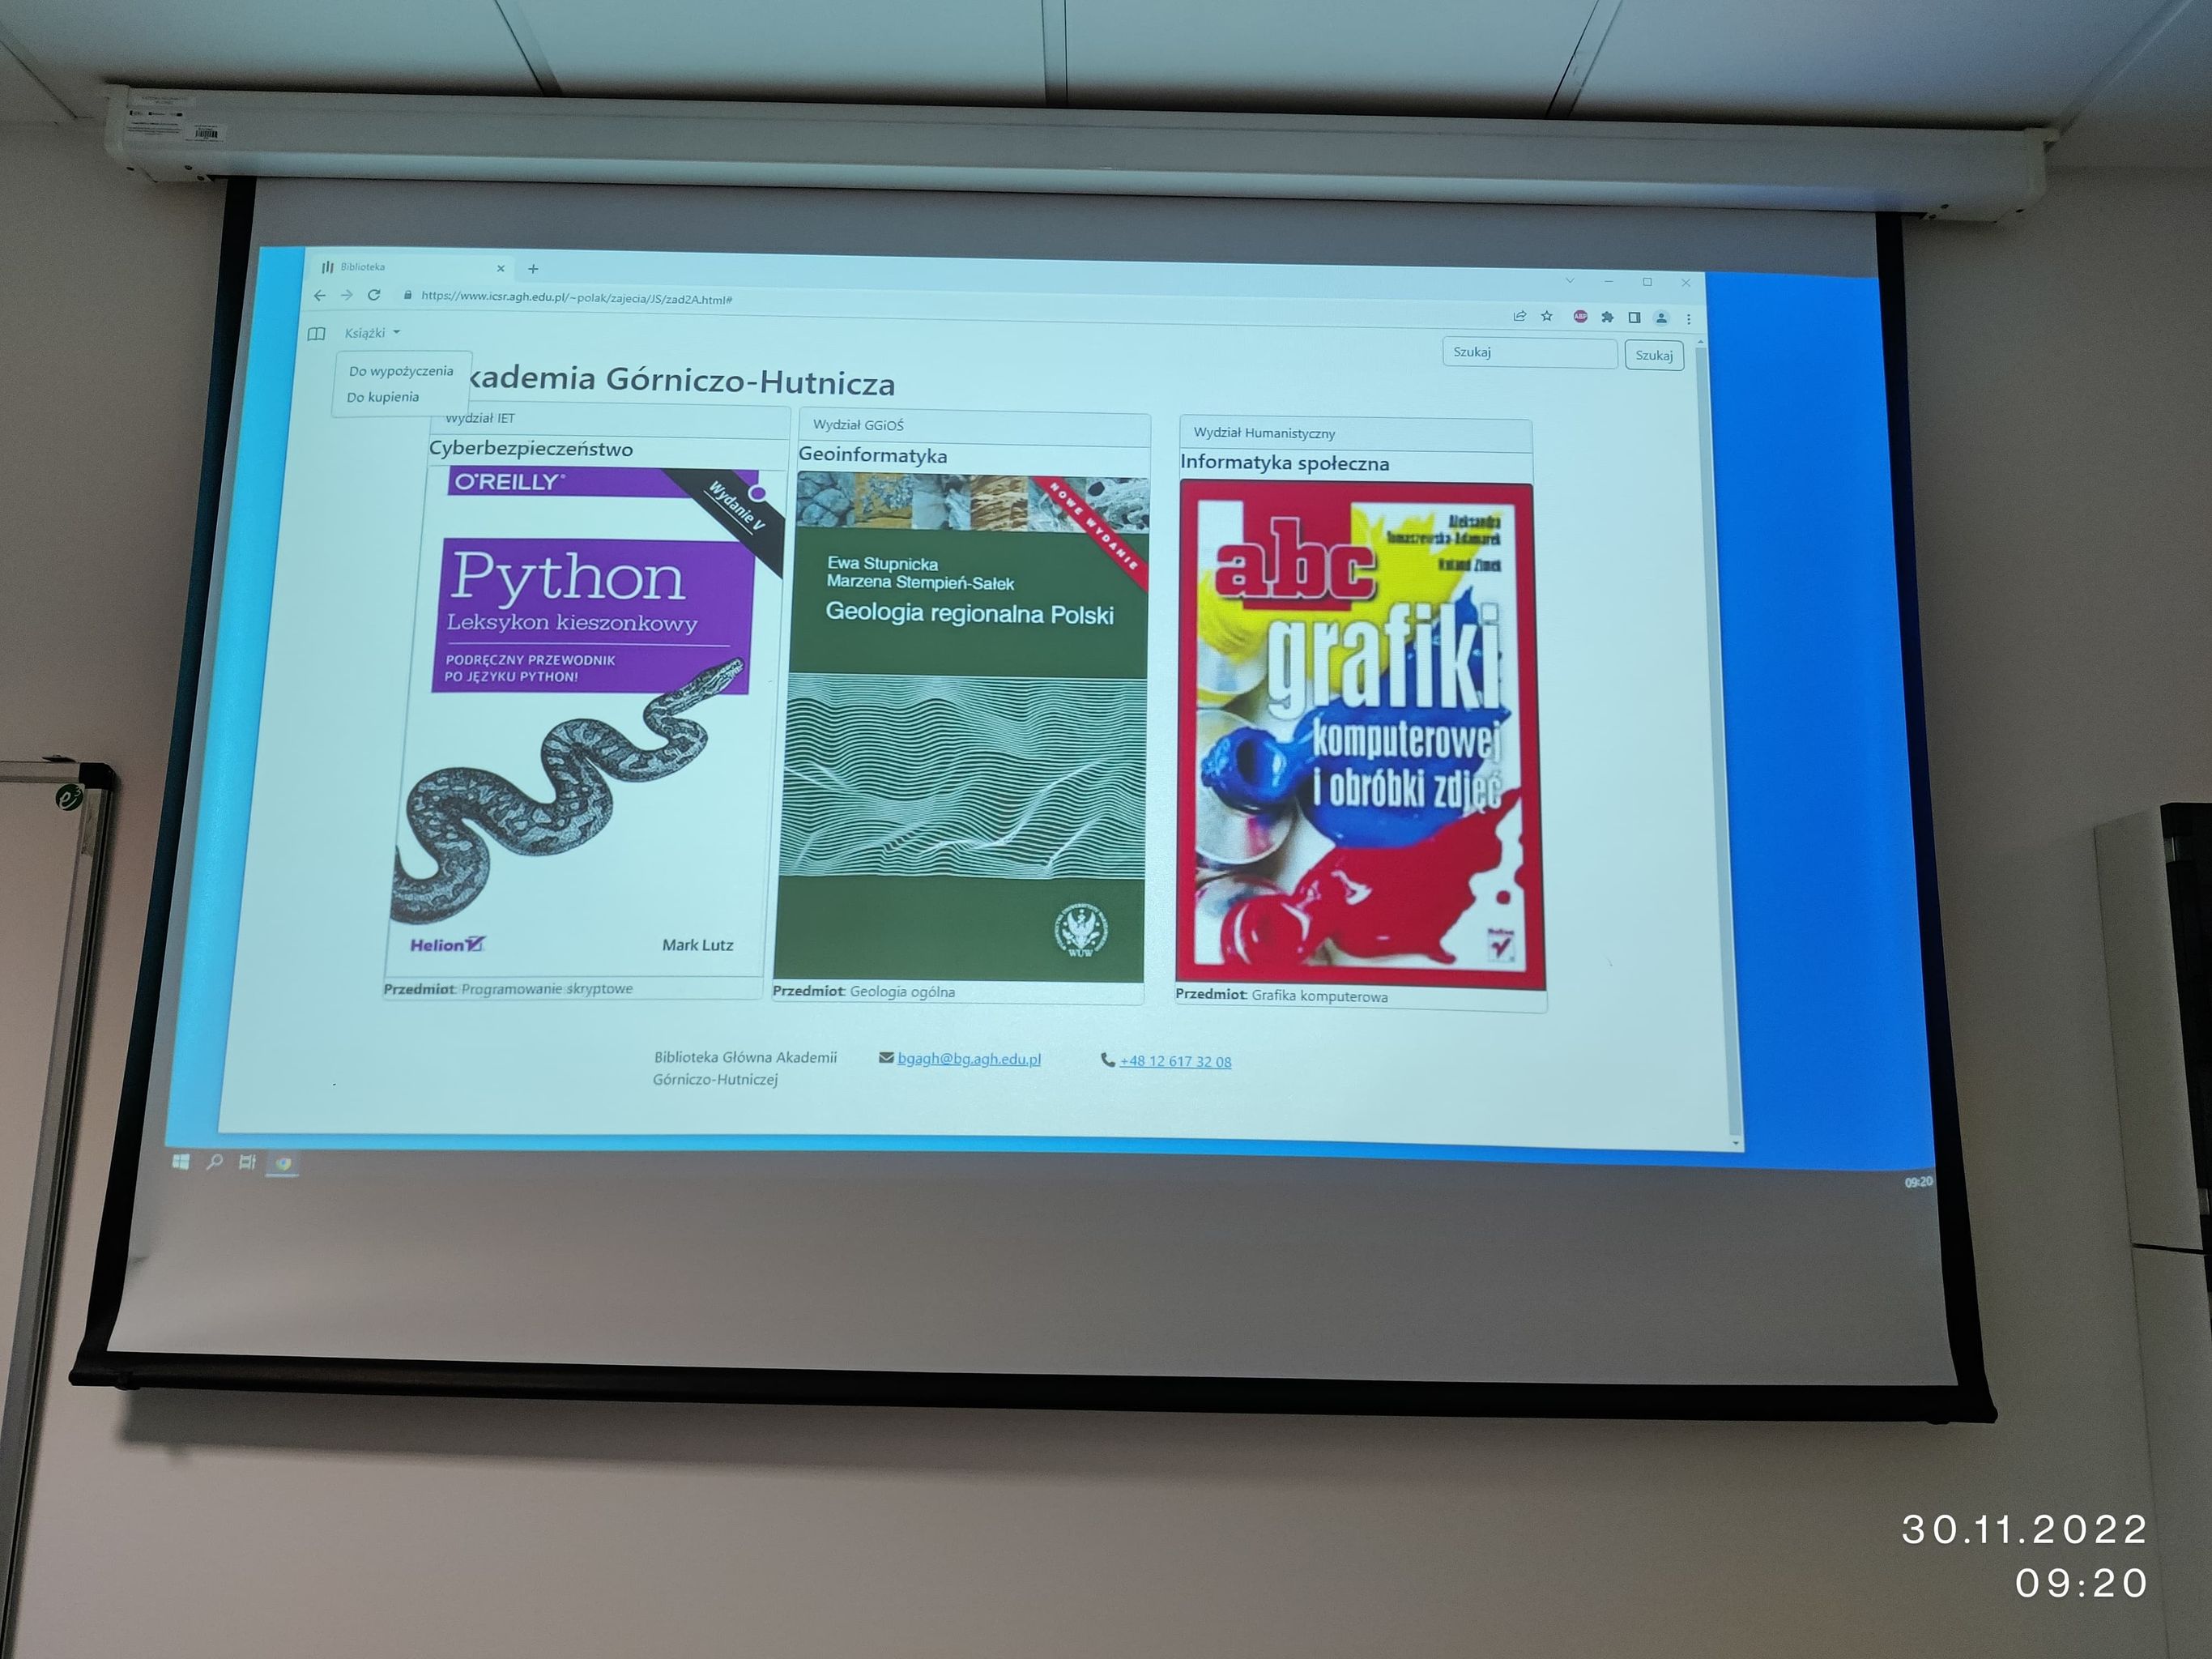 Biblioteka
https://www.icsr.agh.edu.pl/~polak/zajecia/JS/zad2A.html#
ABP
Książki
Szukaj
Szukaj
Do wypożyczenia
Do kupienia
kademia Górniczo-Hutnicza
Wydział IET
Cyberbezpieczeństwo
O'REILLY®
Wydanie V
Python
Leksykon kieszonkowy
PODRĘCZNY PRZEWODNIK
PO JĘZYKU PYTHON!
Helion
Mark Lutz
Przedmiot: Programowanie skryptowe
Wydział GGiOŚ
Geoinformatyka
NOWE WYDANIE
Ewa Stupnicka
Marzena Stempień-Sałek
Geologia regionalna Polski
WUW
Przedmiot: Geologia ogólna
Wydział Humanistyczny
Informatyka społeczna
Aleksandra
Tomaszewska-Adamarek
Roland Zimek
abc
grafiki
komputerowej
i obróbki zdjęć
Helion
Przedmiot: Grafika komputerowa
Biblioteka Główna Akademii
Górniczo-Hutniczej
bgagh@bg.agh.edu.pl
+48 12 617 32 08
09:20
30.11.2022
09:20